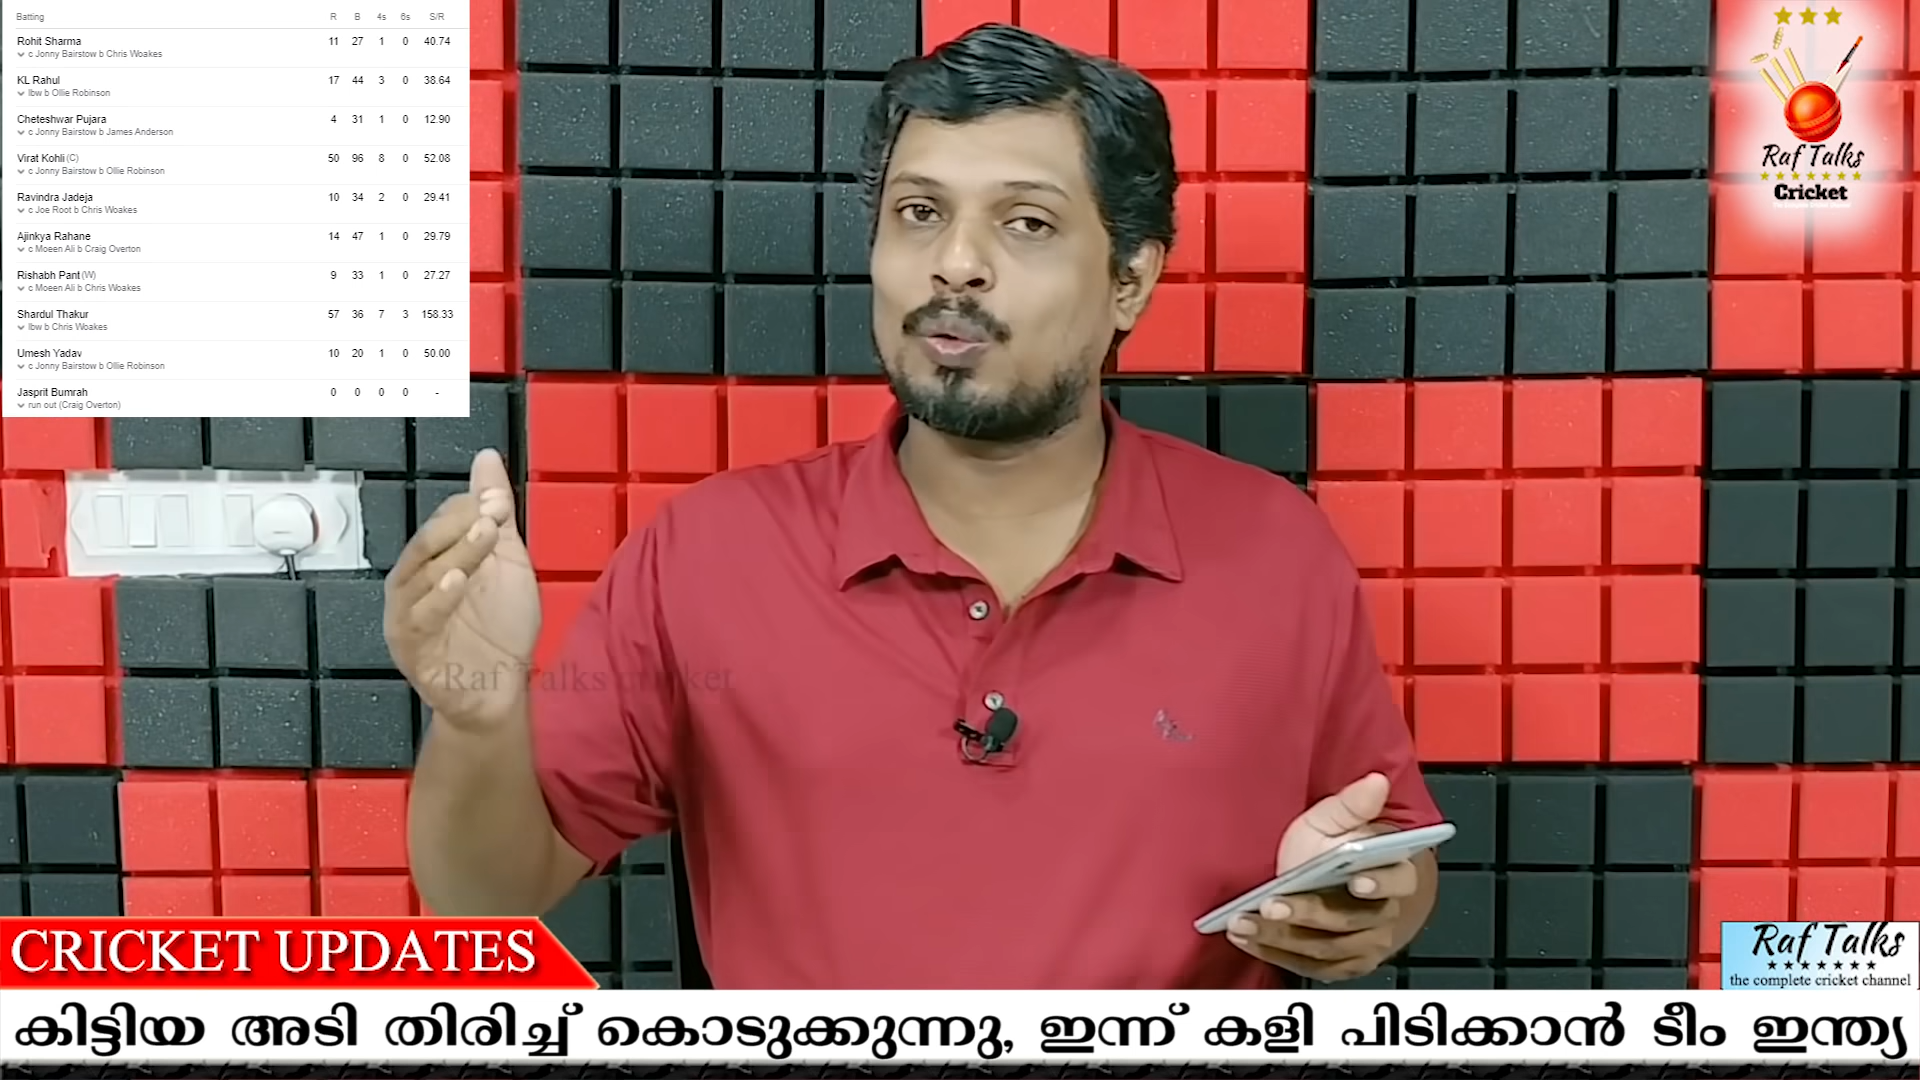 Batting R B 4s 6s S/R
Rohit Sharma 11 27 1 0 40.74
c Jonny Bairstow b Chris Woakes
KL Rahul 17 44 3 0 38.64
lbw b Ollie Robinson
Cheteshwar Pujara 4 31 1 0 12.90
c Jonny Bairstow b James Anderson
Virat Kohli (C) 50 96 8 0 52.08
c Jonny Bairstow b Ollie Robinson
Ravindra Jadeja 10 34 2 0 29.41
c Joe Root b Chris Woakes
Ajinkya Rahane 14 47 1 0 29.79
c Moeen Ali b Craig Overton
Rishabh Pant (W) 9 33 1 0 27.27
c Moeen Ali b Chris Woakes
Shardul Thakur 57 36 7 3 158.33
lbw b Chris Woakes
Umesh Yadav 10 20 1 0 50.00
c Jonny Bairstow b Ollie Robinson
Jasprit Bumrah 0 0 0 0 -
run out (Craig Overton)
Raf Talks
Cricket
Raf Talks Cricket
CRICKET UPDATES
Raf Talks
the complete cricket channel
കിട്ടിയ അടി തിരിച്ച് കൊടുക്കുന്നു, ഇന്ന് കളി പിടിക്കാൻ ടീം ഇന്ത്യ